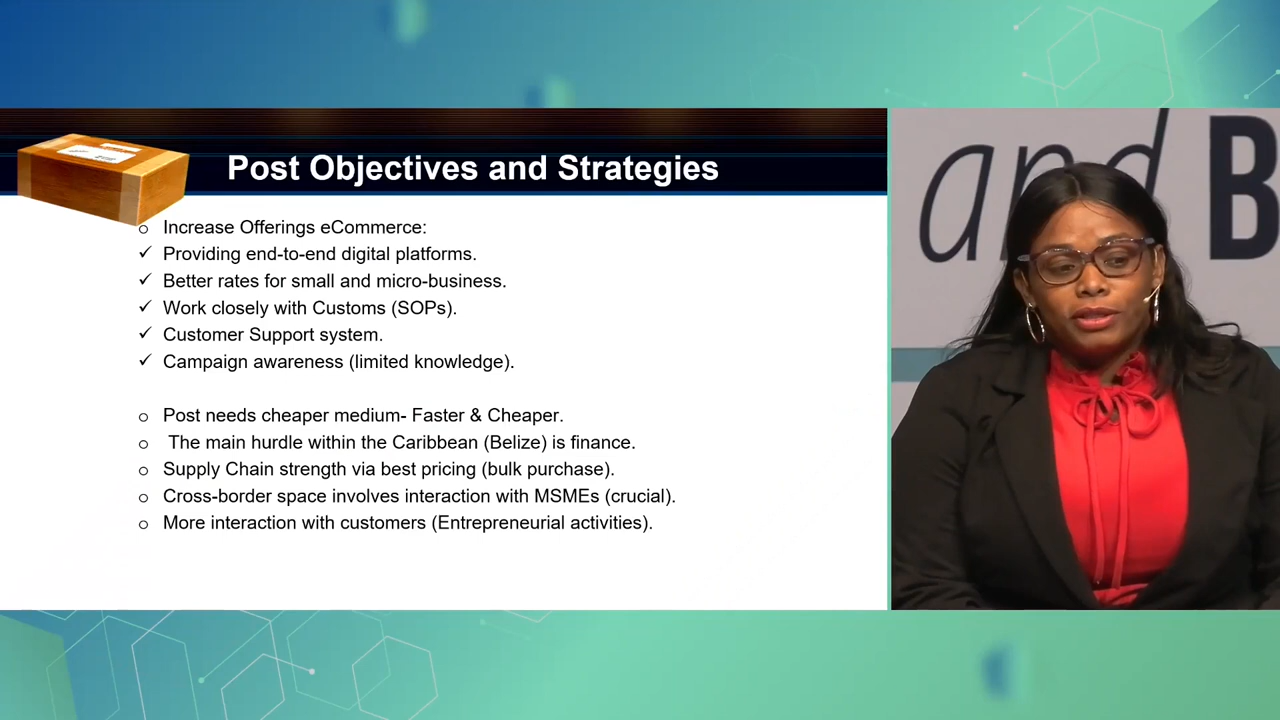 Post Objectives and Strategies
o Increase Offerings eCommerce:
✓ Providing end-to-end digital platforms.
✓ Better rates for small and micro-business.
✓ Work closely with Customs (SOPs).
✓ Customer Support system.
✓ Campaign awareness (limited knowledge).
o Post needs cheaper medium- Faster & Cheaper.
o The main hurdle within the Caribbean (Belize) is finance.
o Supply Chain strength via best pricing (bulk purchase).
o Cross-border space involves interaction with MSMEs (crucial).
o More interaction with customers (Entrepreneurial activities).
and B